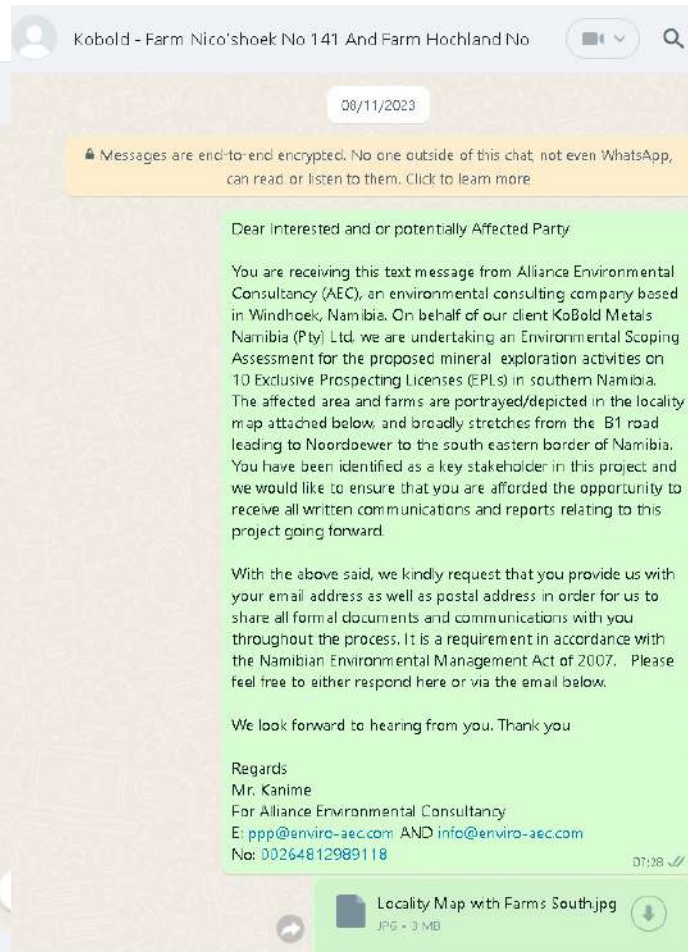 Kobold - Farm Nico'shoek No 141 And Farm Hochland No
08/11/2023
Messages are end-to-end encrypted. No one outside of this chat, not even WhatsApp,
can read or listen to them. Click to learn more
Dear Interested and or potentially Affected Party
You are receiving this text message from Alliance Environmental
Consultancy (AEC), an environmental consulting company based
in Windhoek, Namibia. On behalf of our client KoBold Metals
Namibia (Pty) Ltd, we are undertaking an Environmental Scoping
Assessment for the proposed mineral exploration activities on
10 Exclusive Prospecting Licenses (EPLs) in southern Namibia.
The affected area and farms are portrayed/depicted in the locality
map attached below, and broadly stretches from the B1 road
leading to Noordoewer to the south eastern border of Namibia.
You have been identified as a key stakeholder in this project and
we would like to ensure that you are afforded the opportunity to
receive all written communications and reports relating to this
project going forward.
With the above said, we kindly request that you provide us with
your email address as well as postal address in order for us to
share all formal documents and communications with you
throughout the process. It is a requirement in accordance with
the Namibian Environmental Management Act of 2007. Please
feel free to either respond here or via the email below.
We look forward to hearing from you. Thank you
Regards
Mr. Kanime
For Alliance Environmental Consultancy
E: ppp@enviro-aec.com AND info@enviro-aec.com
No: 00264812989118
07:28
Locality Map with Farms South.jpg
JPG • 3 MB